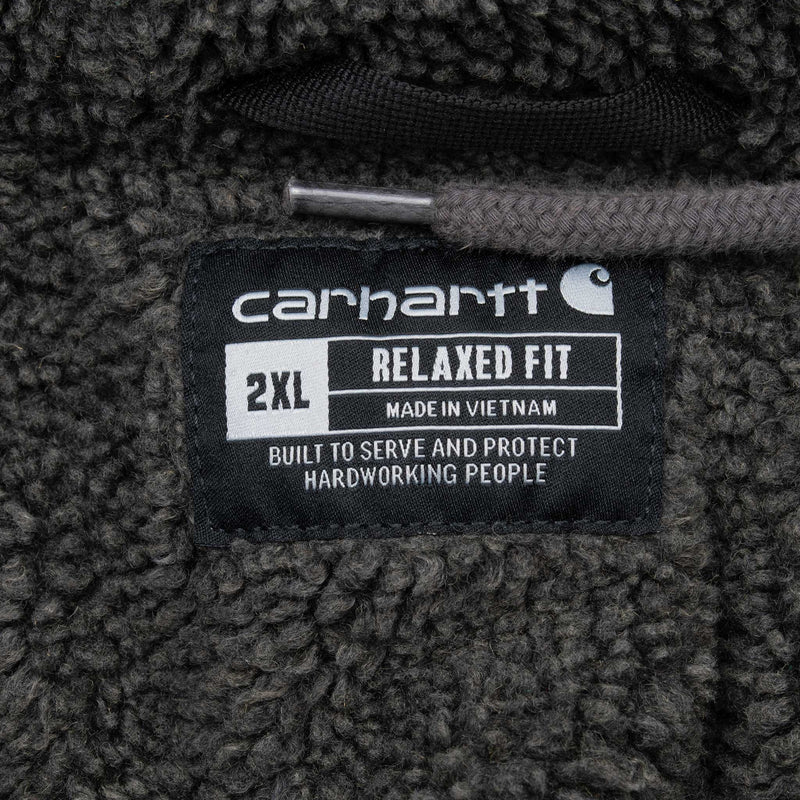 carhartt
2XL
RELAXED FIT
MADE IN VIETNAM
BUILT TO SERVE AND PROTECT
HARDWORKING PEOPLE